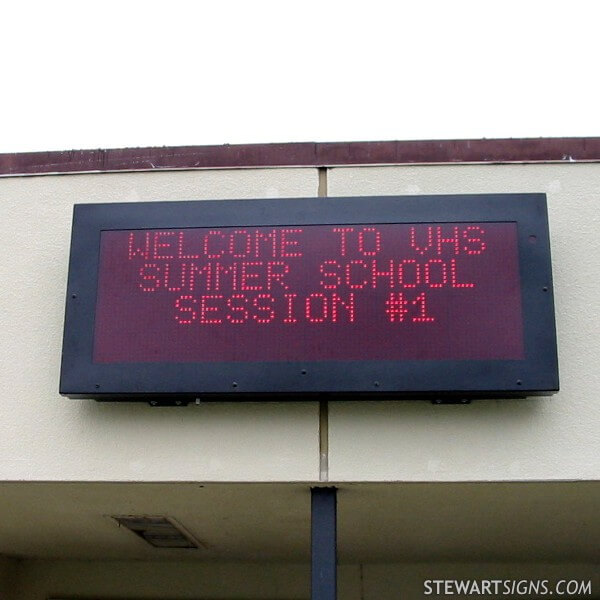 WELCOME TO VHS
SUMMER SCHOOL
SESSION #1
STEWARTSIGNS.COM